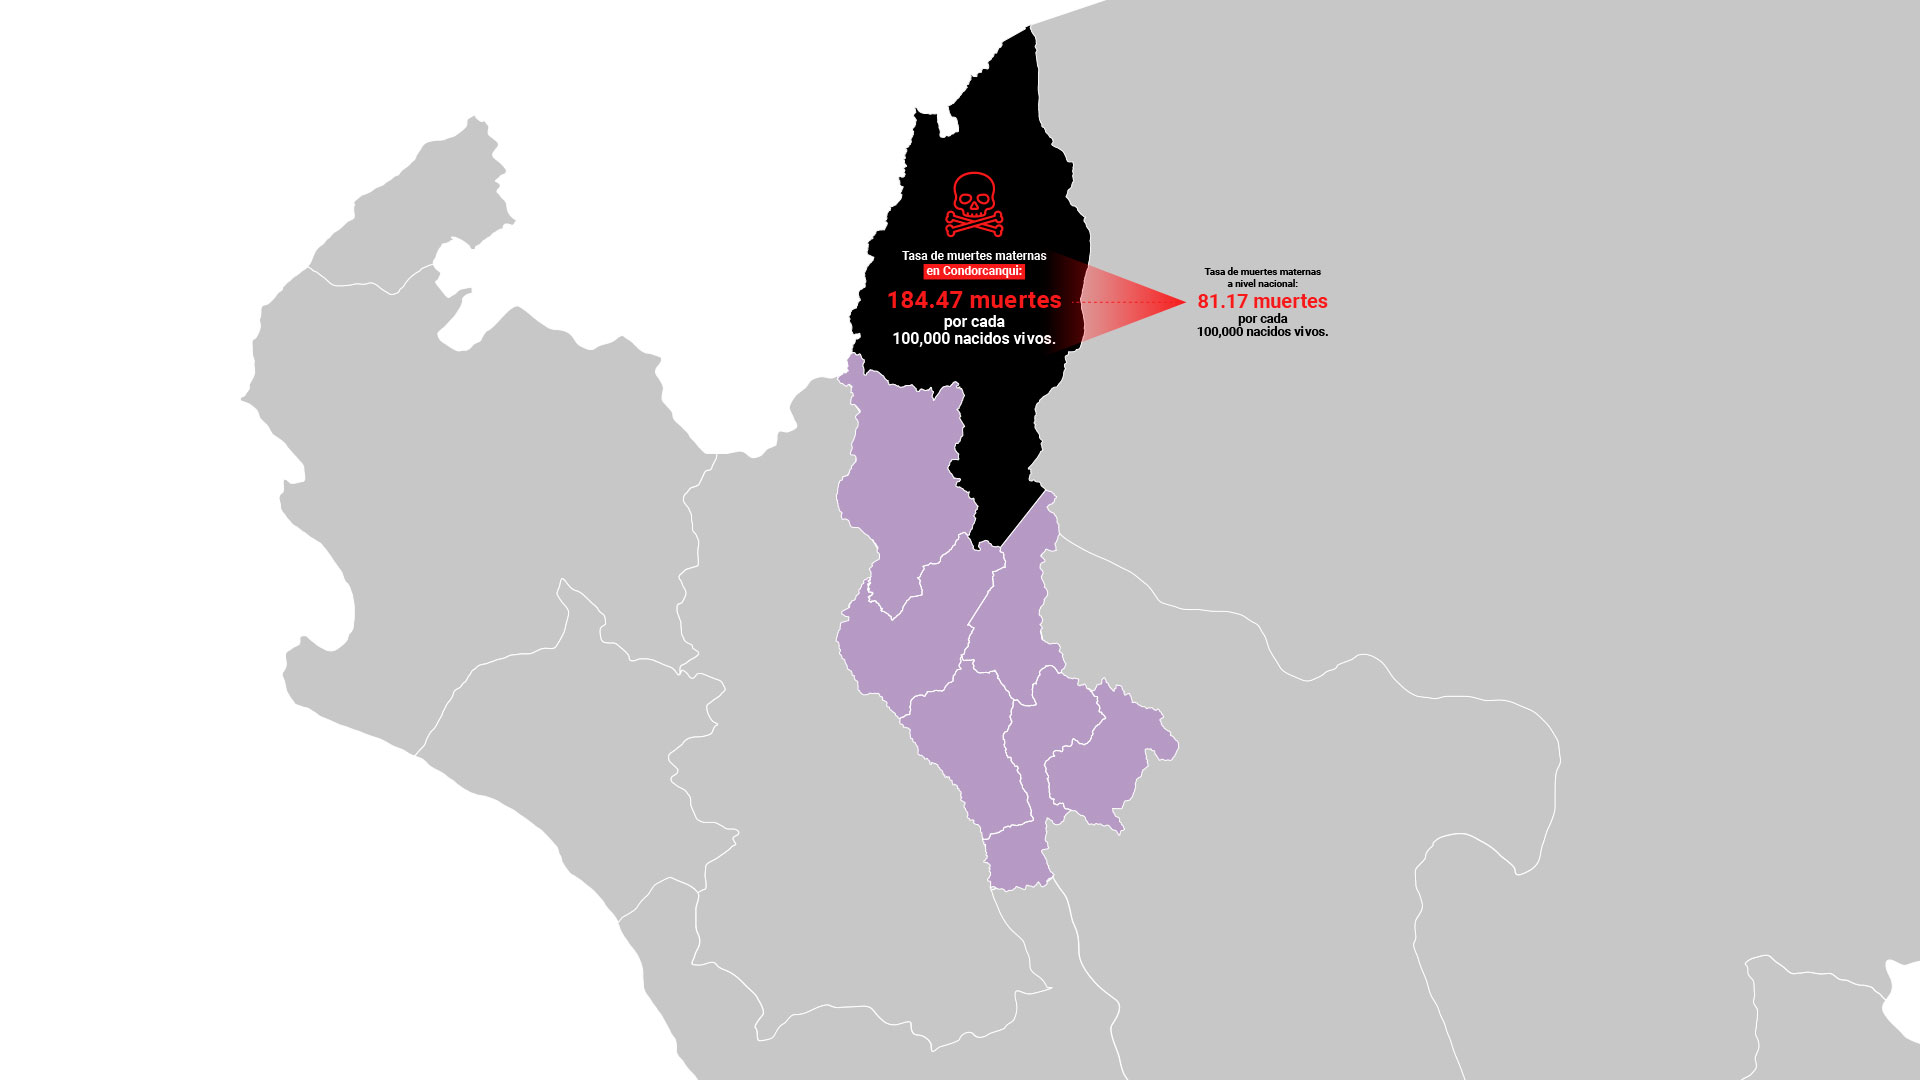 Tasa de muertes maternas
en Condorcanqui:
184.47 muertes
por cada
100,000 nacidos vivos.
Tasa de muertes maternas
a nivel nacional:
81.17 muertes
por cada
100,000 nacidos vivos.